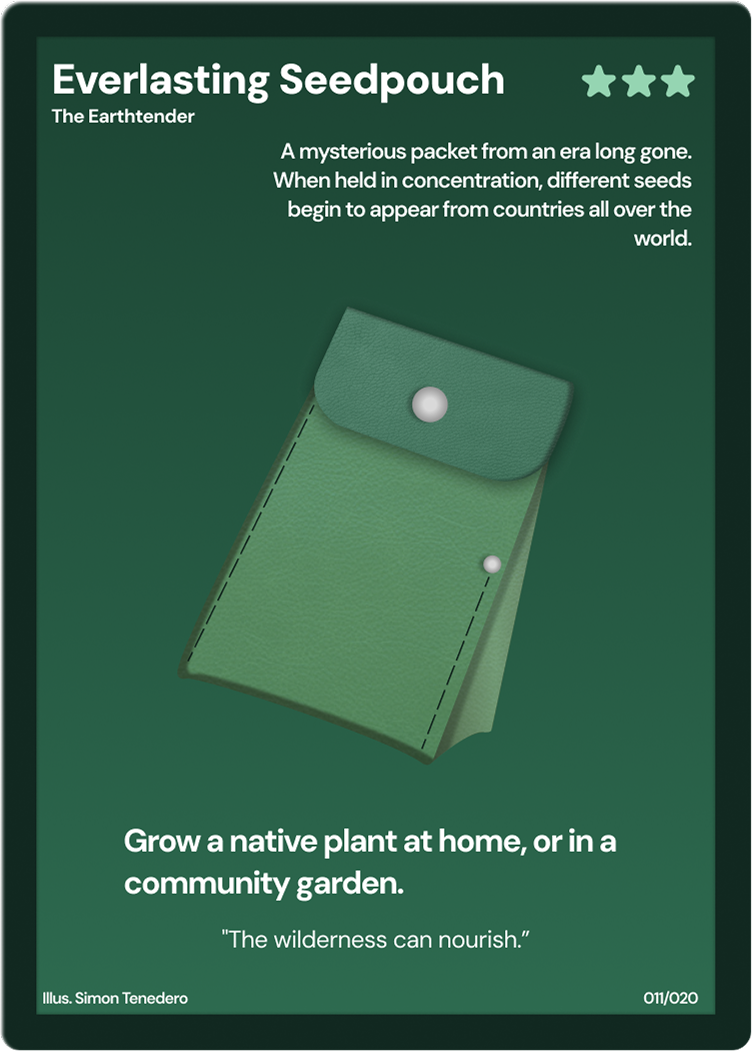 Everlasting Seedpouch
The Earthtender
A mysterious packet from an era long gone.
When held in concentration, different seeds
begin to appear from countries all over the
world.
Grow a native plant at home, or in a
community garden.
"The wilderness can nourish.”
Illus. Simon Tenedero
011/020